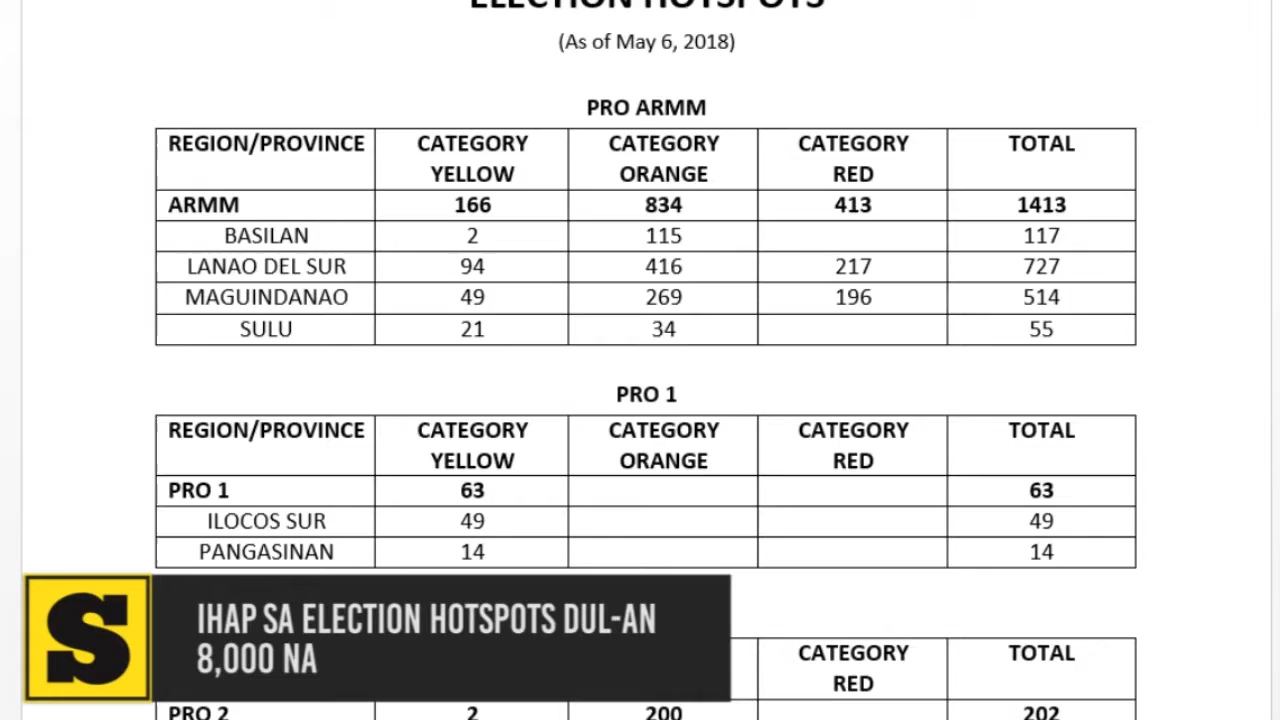 ELECTION HOTSPOTS
(As of May 6, 2018)
PRO ARMM
REGION/PROVINCE CATEGORY YELLOW CATEGORY ORANGE CATEGORY RED TOTAL
ARMM 166 834 413 1413
BASILAN 2 115 117
LANAO DEL SUR 94 416 217 727
MAGUINDANAO 49 269 196 514
SULU 21 34 55
PRO 1
REGION/PROVINCE CATEGORY YELLOW CATEGORY ORANGE CATEGORY RED TOTAL
PRO 1 63 63
ILOCOS SUR 49 49
PANGASINAN 14 14
CATEGORY RED TOTAL
PRO 2 2 200 202
S
IHAP SA ELECTION HOTSPOTS DUL-AN
8,000 NA